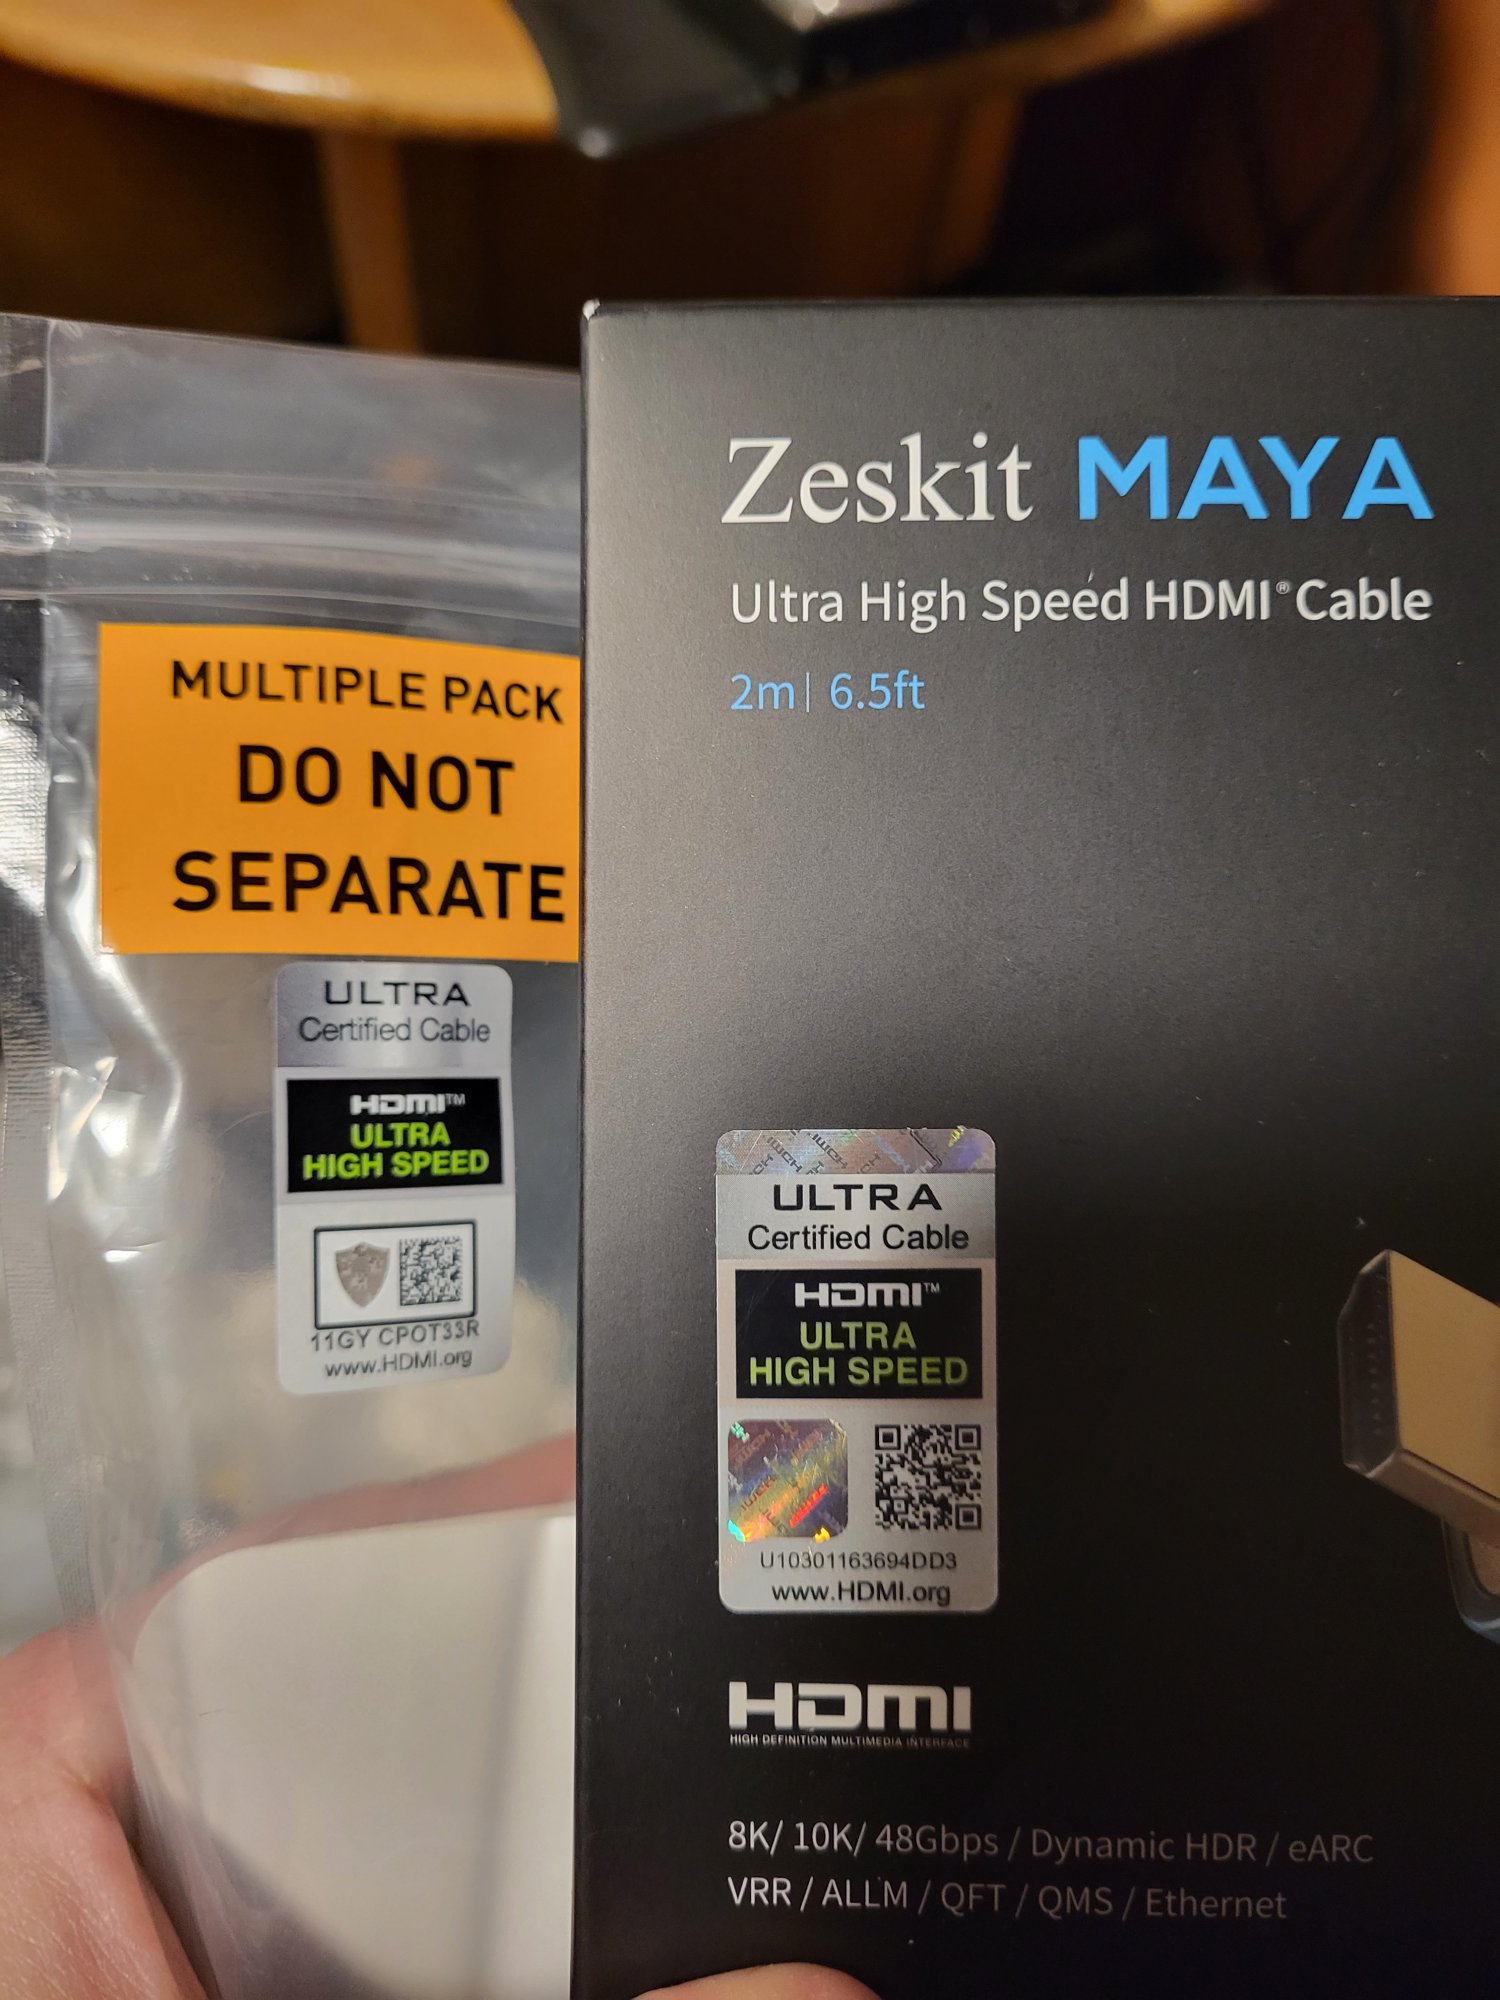 MULTIPLE PACK
DO NOT
SEPARATE
ULTRA
Certified Cable
HDMI™
ULTRA
HIGH SPEED
11GY CPOT33R
www.HDMI.org
Zeskit MAYA
Ultra High Speed HDMI® Cable
2m| 6.5ft
ULTRA
Certified Cable
HDMI™
ULTRA
HIGH SPEED
U10301163694DD3
www.HDMI.org
HDMI
HIGH DEFINITION MULTIMEDIA INTERFACE
8K/ 10K/ 48Gbps / Dynamic HDR / eARC
VRR / ALLM / QFT / QMS / Ethernet